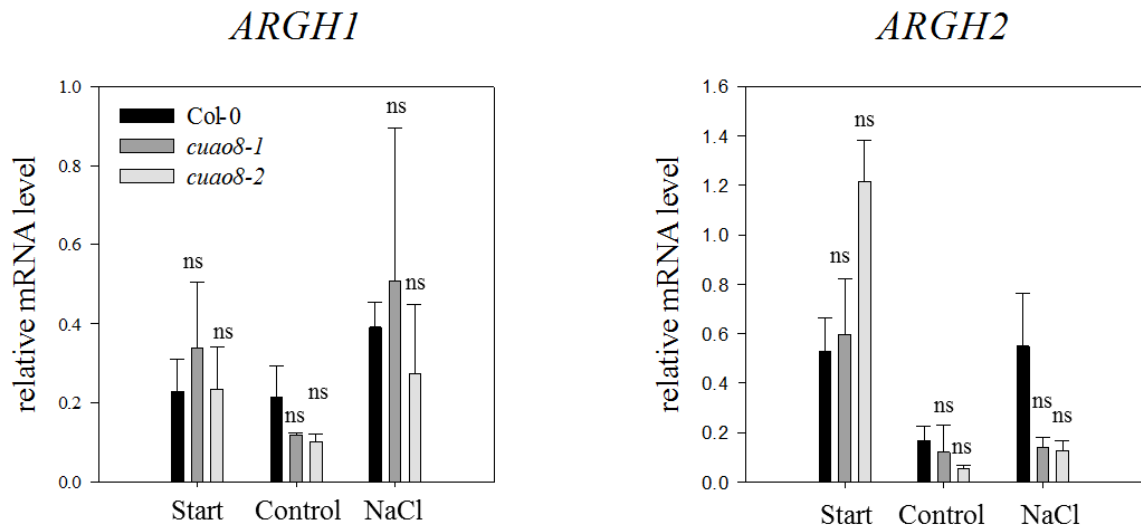 ARGH1
relative mRNA level
1.0
0.8
0.6
0.4
0.2
0.0
Col-0
cuao8-1
cuao8-2
ns
ns
ns
ns
ns
ns
Start Control NaCl
ARGH2
relative mRNA level
1.6
1.4
1.2
1.0
0.8
0.6
0.4
0.2
0.0
ns
ns
ns
ns
ns
ns
Start Control NaCl